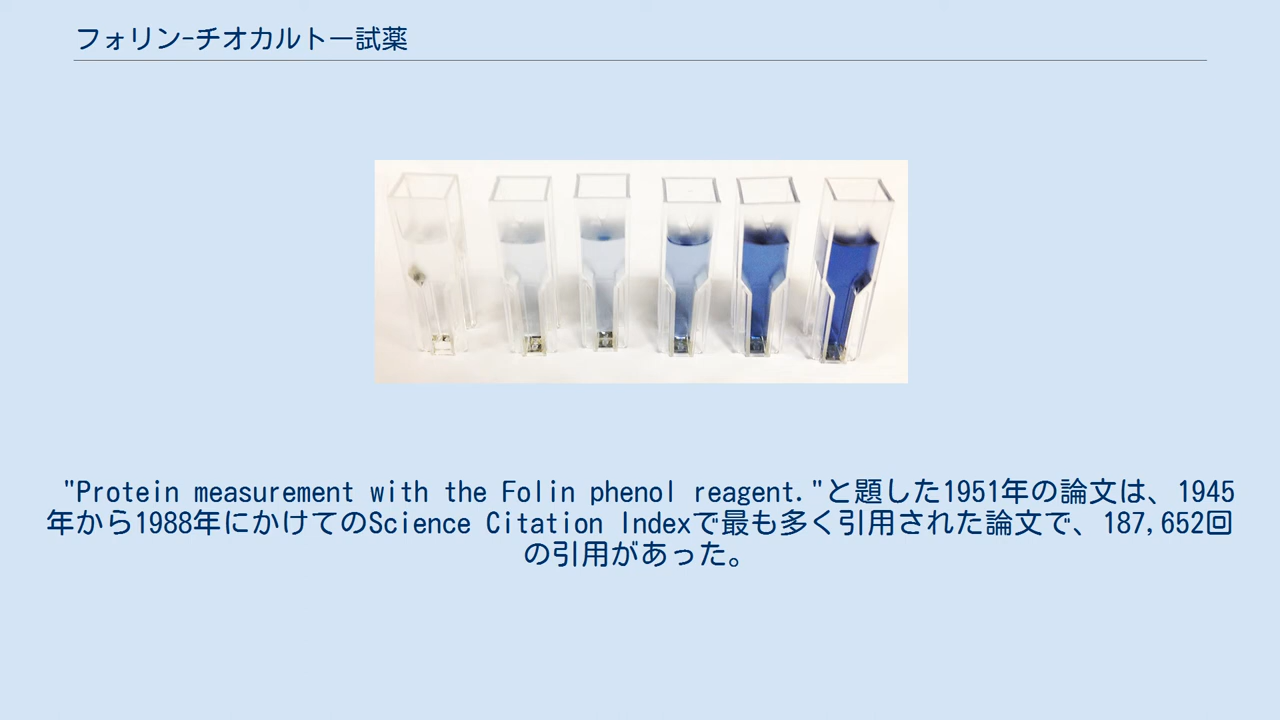 フォリン-チオカルトー試薬
"Protein measurement with the Folin phenol reagent."と題した1951年の論文は、1945
年から1988年にかけてのScience Citation Indexで最も多く引用された論文で、187,652回
の引用があった。